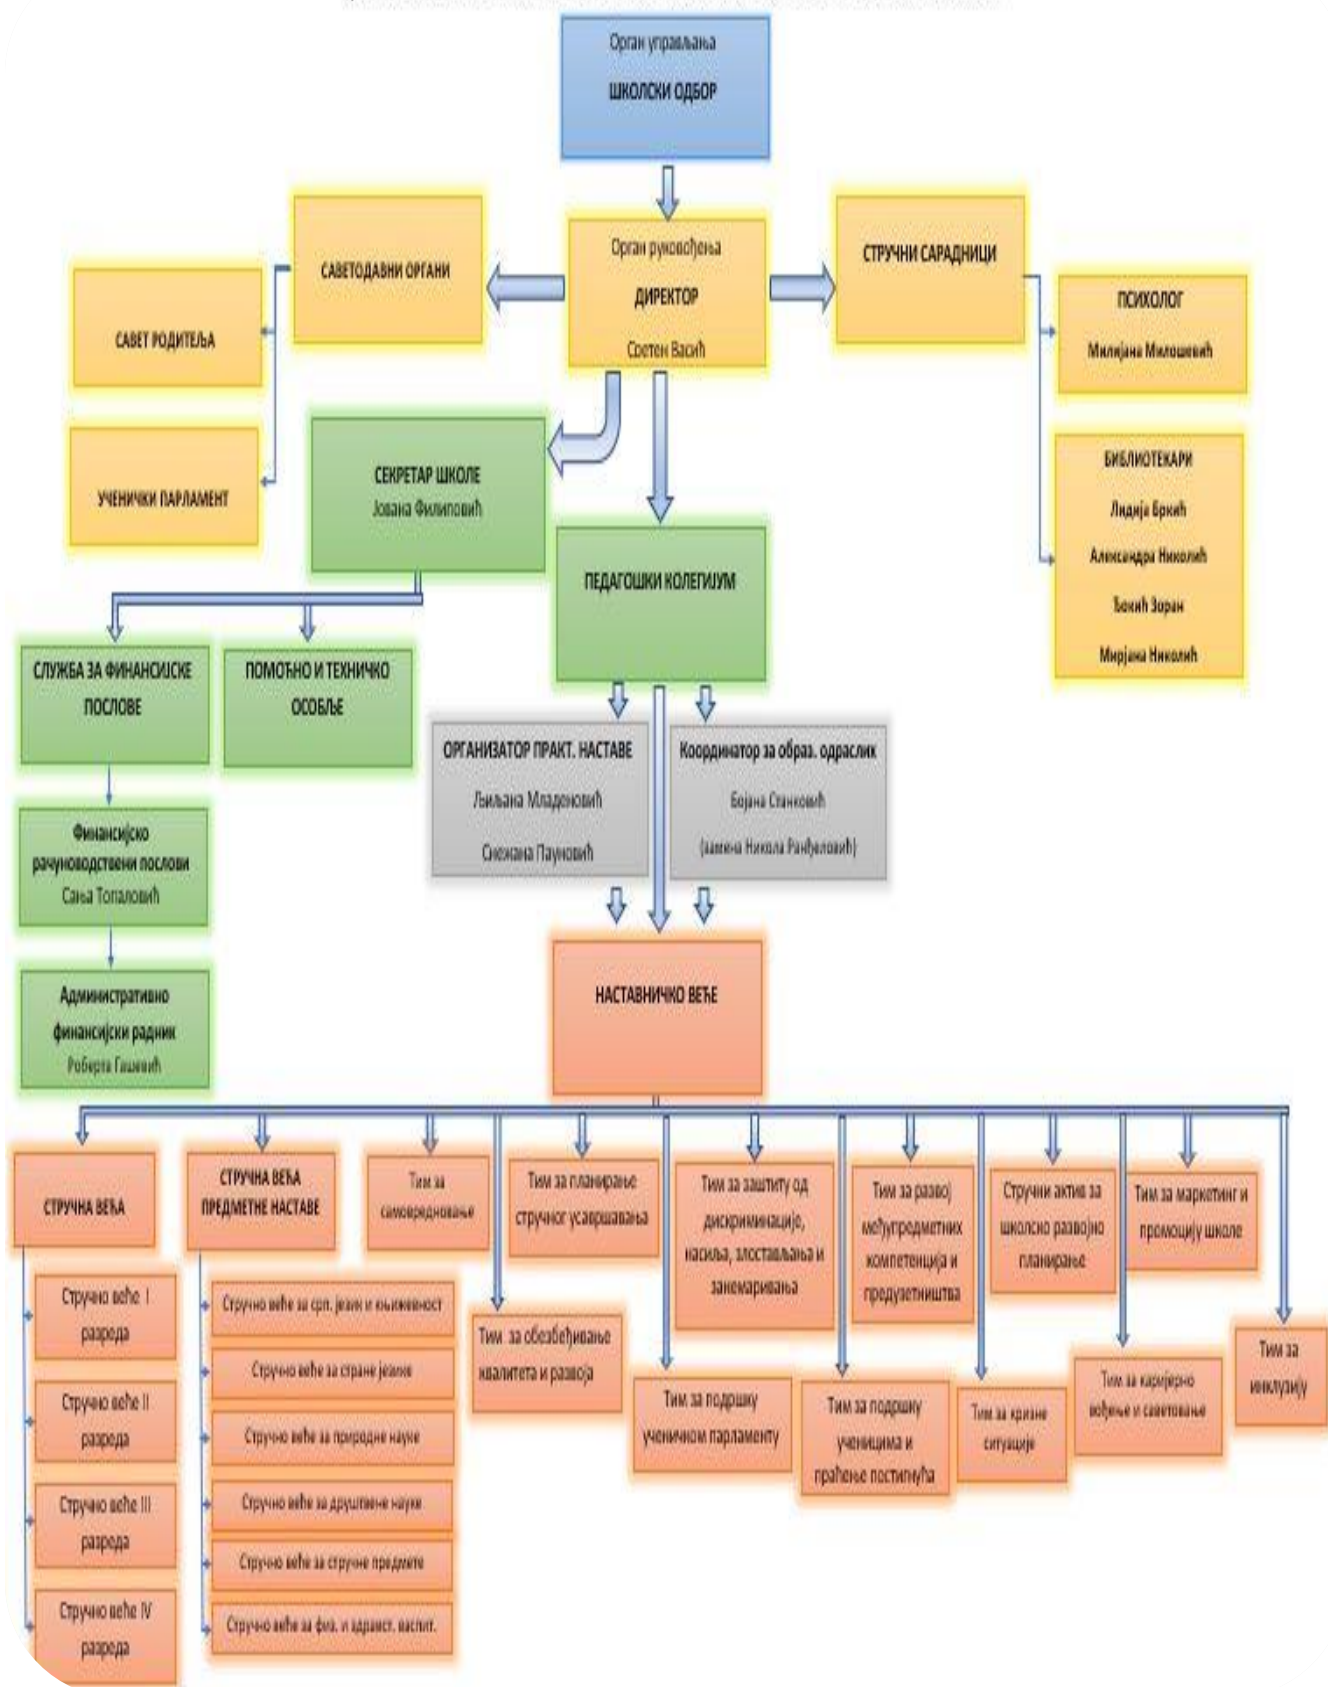 Орган управљања
ШКОЛСКИ ОДБОР
Орган руковођења
ДИРЕКТОР
Сретен Васић
САВЕТОДАВНИ ОРГАНИ
САВЕТ РОДИТЕЉА
УЧЕНИЧКИ ПАРЛАМЕНТ
СТРУЧНИ САРАДНИЦИ
ПСИХОЛОГ
Милијана Милошевић
БИБЛИОТЕКАРИ
Лидија Бркић
Александра Николић
Ђокић Зоран
Мирјана Николић
СЕКРЕТАР ШКОЛЕ
Јована Филиповић
ПЕДАГОШКИ КОЛЕГИЈУМ
СЛУЖБА ЗА ФИНАНСИЈСКЕ
ПОСЛОВЕ
ПОМОЋНО И ТЕХНИЧКО
ОСОБЉЕ
Финансијско
рачуноводствени послови
Сања Топаловић
Административно
финансијски радник
Роберта Гашевић
ОРГАНИЗАТОР ПРАКТ. НАСТАВЕ
Љиљана Младеновић
Снежана Пауновић
Координатор за образ. одраслих
Бојана Станковић
(замена Никола Ранђеловић)
НАСТАВНИЧКО ВЕЋЕ
СТРУЧНА ВЕЋА
Стручно веће I
разреда
Стручно веће II
разреда
Стручно веће III
разреда
Стручно веће IV
разреда
СТРУЧНА ВЕЋА
ПРЕДМЕТНЕ НАСТАВЕ
Стручно веће за срп. језик и књижевност
Стручно веће за стране језике
Стручно веће за природне науке
Стручно веће за друштвене науке
Стручно веће за стручне предмете
Стручно веће за физ. и здравст. васпит.
Тим за
самовредновање
Тим за обезбеђивање
квалитета и развоја
Тим за планирање
стручног усавршавања
Тим за подршку
ученичком парламенту
Тим за заштиту од
дискриминације,
насиља, злостављања и
занемаривања
Тим за подршку
ученицима и
праћење постигнућа
Тим за развој
међупредметних
компетенција и
предузетништва
Тим за кризне
ситуације
Стручни актив за
школско развојно
планирање
Тим за каријерно
вођење и саветовање
Тим за маркетинг и
промоцију школе
Тим за
инклузију